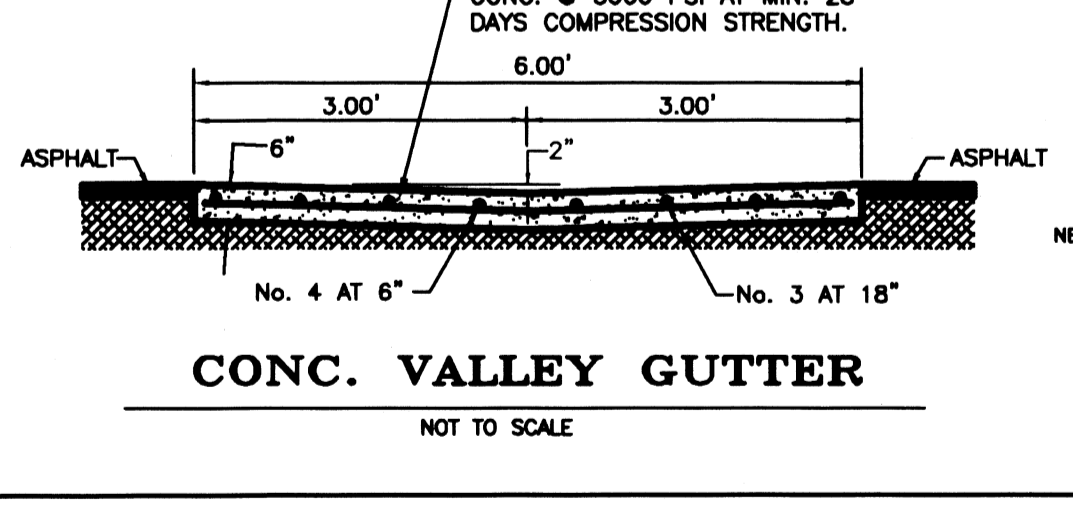 DAYS COMPRESSION STRENGTH.
6.00'
3.00'
3.00'
6"
2"
ASPHALT
ASPHALT
No. 4 AT 6"
No. 3 AT 18"
CONC. VALLEY GUTTER
NOT TO SCALE